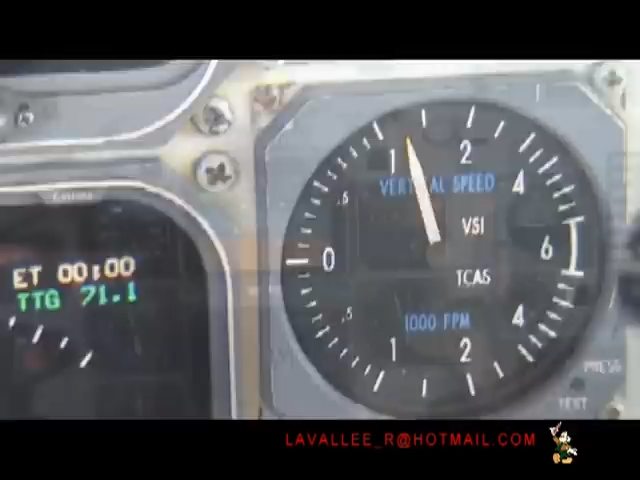 ET 00:00
TTG 71.1
1
2
4
.5
VERTICAL SPEED
VSI
0
6
TCAS
.5
1000 FPM
4
1
2
PRESS
TEST
LAVALLEE_R@HOTMAIL.COM